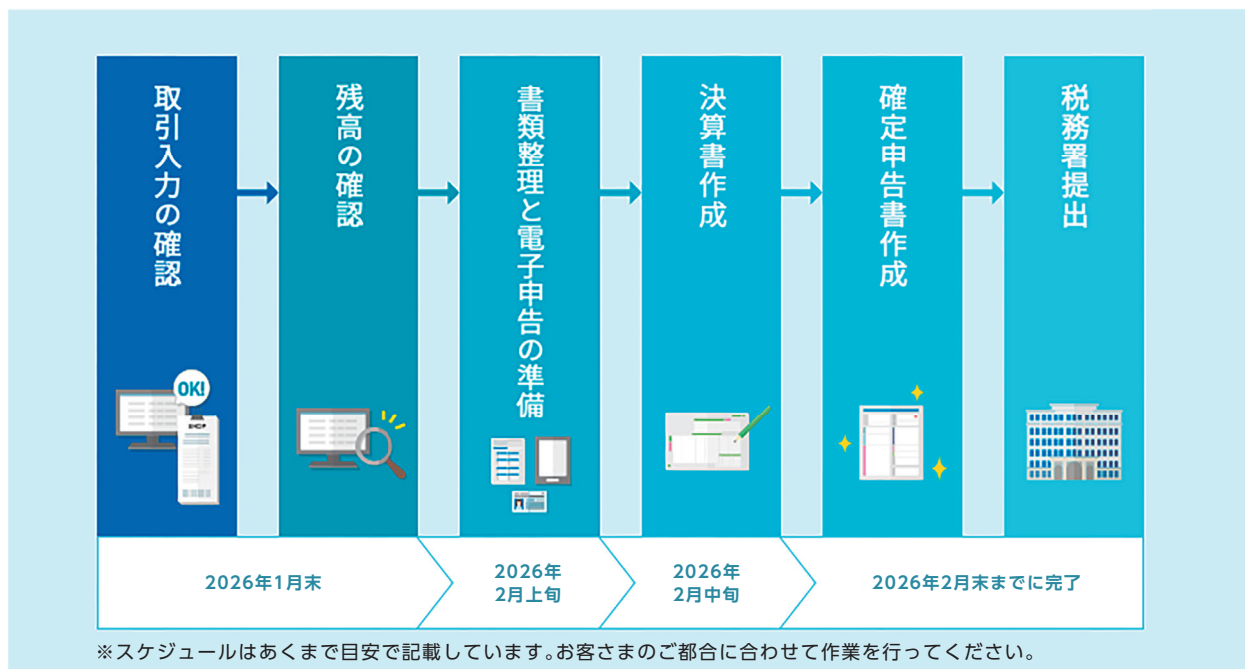 取引入力の確認
残高の確認
書類整理と電子申告の準備
決算書作成
確定申告書作成
税務署提出
OK!
2026年1月末
2026年
2月上旬
2026年
2月中旬
2026年2月末までに完了
※スケジュールはあくまで目安で記載しています。お客さまのご都合に合わせて作業を行ってください。